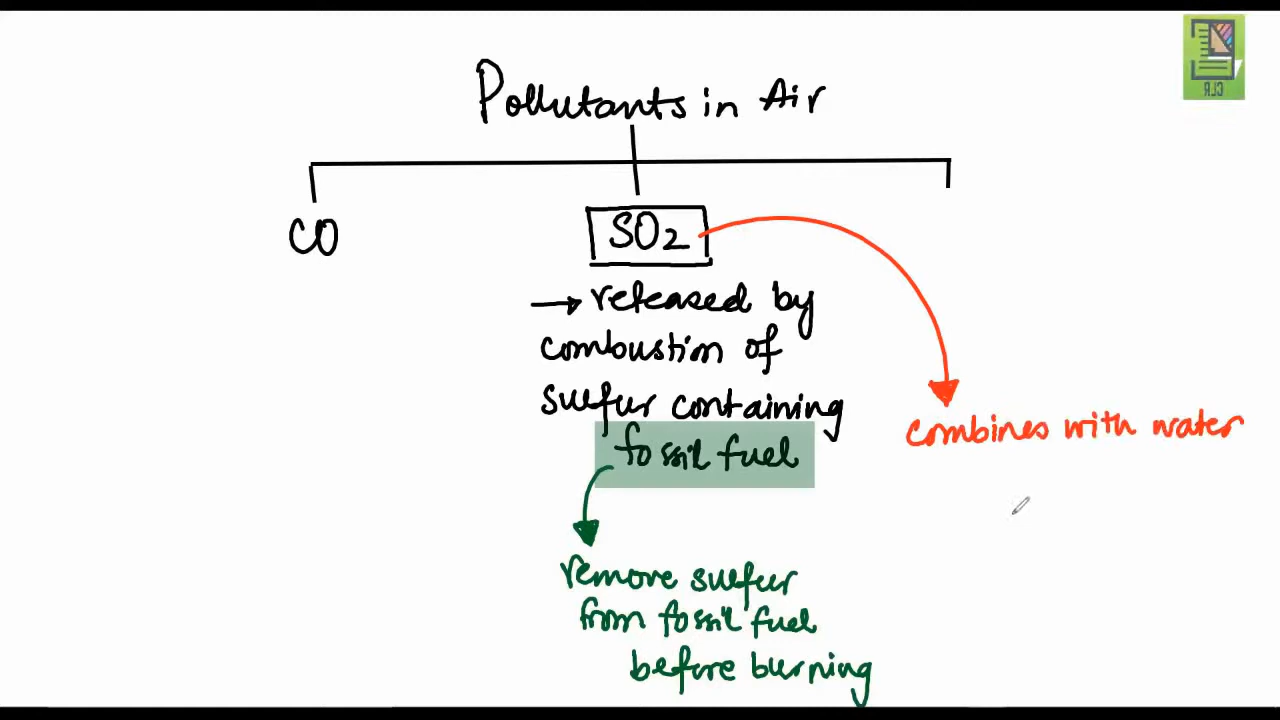 Pollutants in Air
CO
SO2
→ released by
combustion of
sulfur containing
fossil fuel
combines with water
remove sulfur
from fossil fuel
before burning
CLR